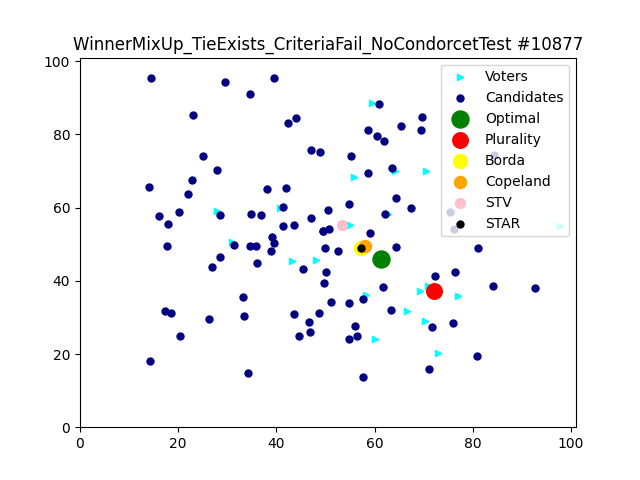 WinnerMixUp_TieExists_CriteriaFail_NoCondorcetTest #10877
Voters
Candidates
Optimal
Plurality
Borda
Copeland
STV
STAR
100
80
60
40
20
0
0 20 40 60 80 100